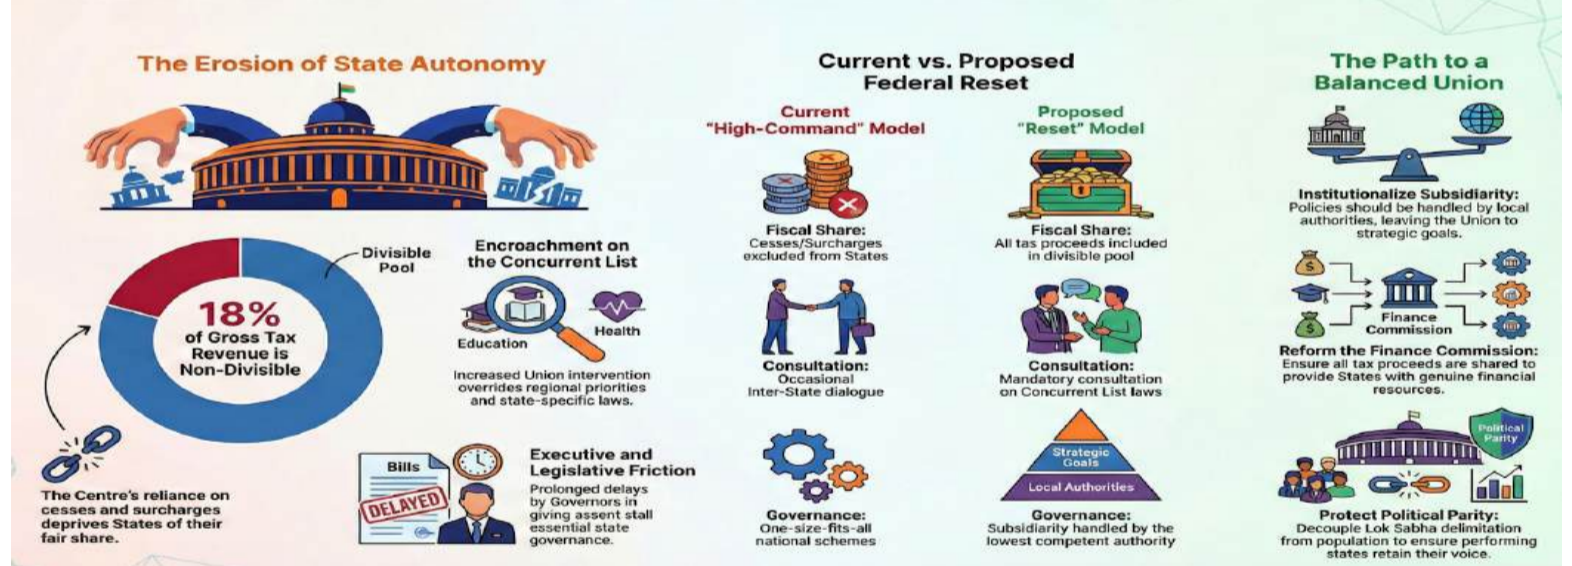 The Erosion of State Autonomy
Divisible
Pool
18%
of Gross Tax
Revenue is
Non-Divisible
The Centre's reliance on
cesses and surcharges
deprives States of their
fair share.
Encroachment on
the Concurrent List
Education
Health
Increased Union intervention
overrides regional priorities
and state-specific laws.
Bills
DELAYED
Executive and
Legislative Friction
Prolonged delays
by Governors in
giving assent stall
essential state
governance.
Current vs. Proposed
Federal Reset
Current
"High-Command" Model
Fiscal Share:
Cesses/Surcharges
excluded from States
Consultation:
Occasional
Inter-State dialogue
Governance:
One-size-fits-all
national schemes
Proposed
"Reset" Model
Fiscal Share:
All tas proceeds included
in divisible pool
Consultation:
Mandatory consultation
on Concurrent List laws
Strategic
Goals
Local Authorities
Governance:
Subsidiarity handled by the
lowest competent authority
The Path to a
Balanced Union
Institutionalize Subsidiarity:
Policies should be handled by local
authorities, leaving the Union to
strategic goals.
$
$
Finance
Commission
Reform the Finance Commission:
Ensure all tax proceeds are shared to
provide States with genuine financial
resources.
Political
Parity
Protect Political Parity:
Decouple Lok Sabha delimitation
from population to ensure performing
states retain their voice.